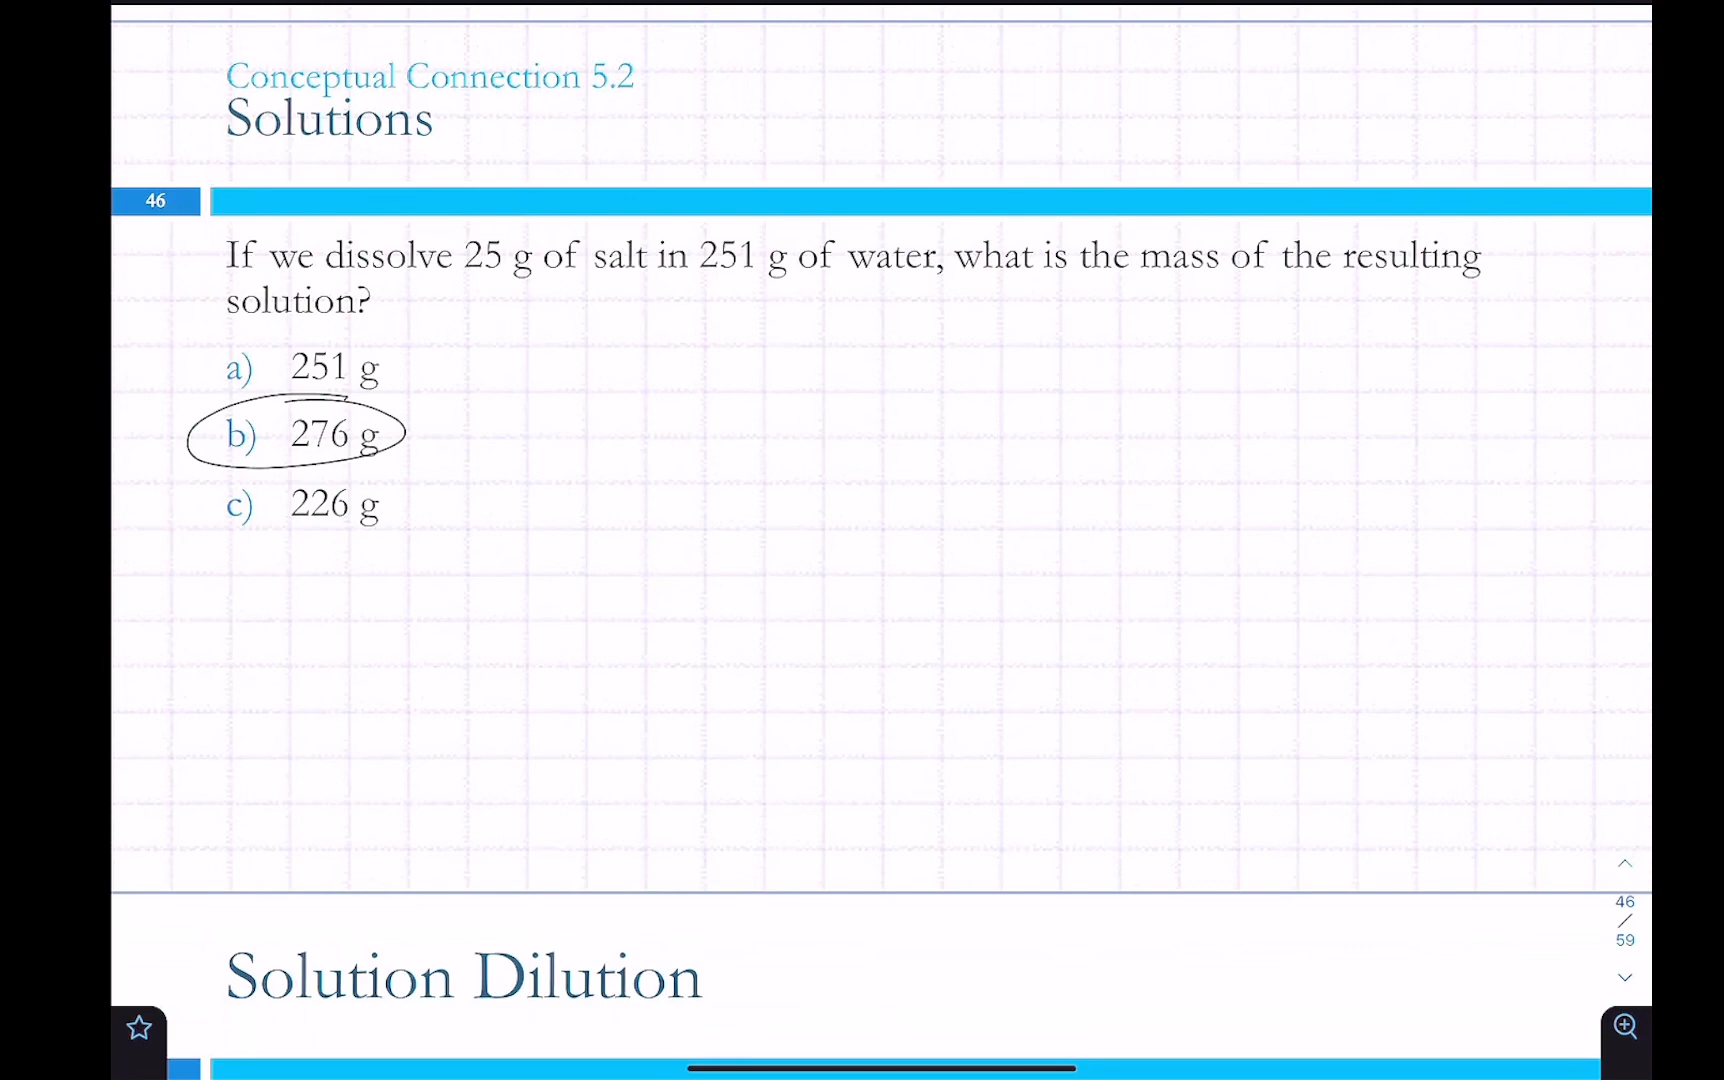 Conceptual Connection 5.2
Solutions
46
If we dissolve 25 g of salt in 251 g of water, what is the mass of the resulting
solution?
a) 251 g
b) 276 g
c) 226 g
46
/
59
Solution Dilution